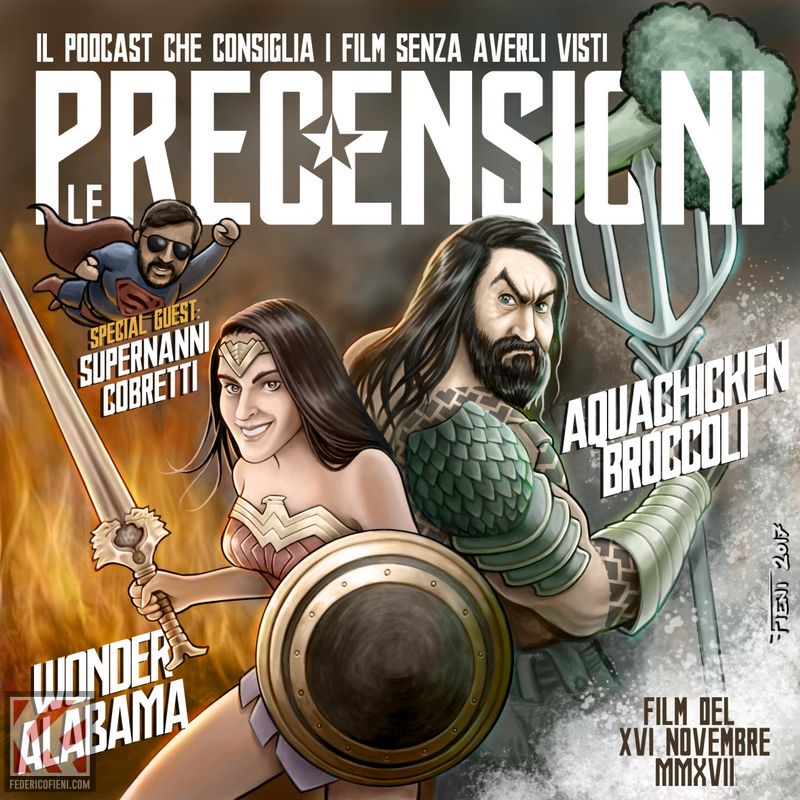 IL PODCAST CHE CONSIGLIA I FILM SENZA AVERLI VISTI
LE PRECENSIONI
SPECIAL GUEST:
SUPERNANNI
COBRETTI
AQUACHICKEN
BROCCOLI
FIENI 2017
WONDER
ALABAMA
FEDERICOFIENI.COM
FILM DEL
XVI NOVEMBRE
MMXVII